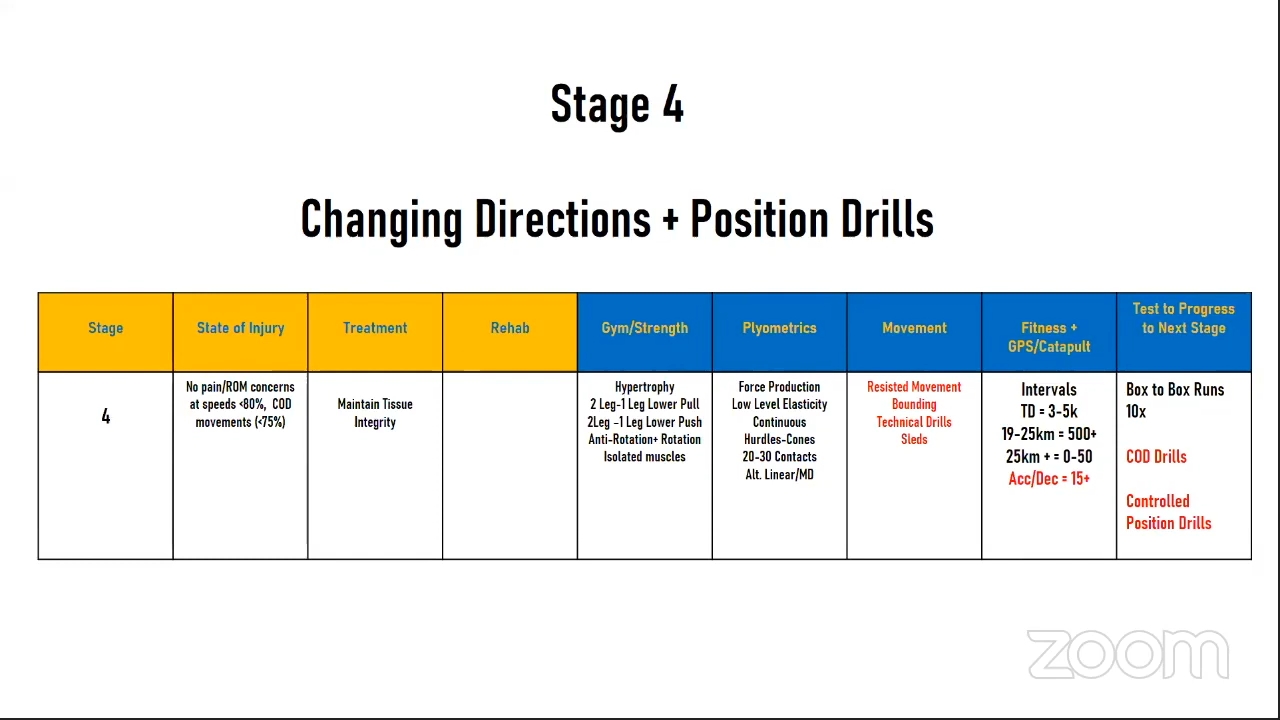 Stage 4
Changing Directions + Position Drills
Stage
State of Injury
Treatment
Rehab
Gym/Strength
Plyometrics
Movement
Fitness +
GPS/Catapult
Test to Progress
to Next Stage
4
No pain/ROM concerns
at speeds <80%, COD
movements (<75%)
Maintain Tissue
Integrity
Hypertrophy
2 Leg-1 Leg Lower Pull
2Leg -1 Leg Lower Push
Anti-Rotation+ Rotation
Isolated muscles
Force Production
Low Level Elasticity
Continuous
Hurdles-Cones
20-30 Contacts
Alt. Linear/MD
Resisted Movement
Bounding
Technical Drills
Sleds
Intervals
TD = 3-5k
19-25km = 500+
25km + = 0-50
Acc/Dec = 15+
Box to Box Runs
10x
COD Drills
Controlled
Position Drills
zoom